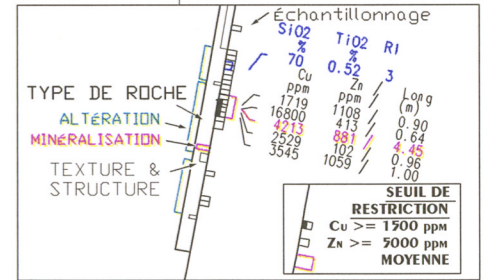 Échantillonnage
SiO2 TiO2 RI
% %
70 0.52 3
Cu Zn Long
ppm ppm / (m)
1719 1108 / 0.90
16800 413 / 0.64
4213 881 / 4.45
2529 102 / 0.96
3545 1059 / 1.00
TYPE DE ROCHE
ALTÉRATION
MINÉRALISATION
TEXTURE &
STRUCTURE
SEUIL DE
RESTRICTION
Cu >= 1500 ppm
Zn >= 5000 ppm
MOYENNE